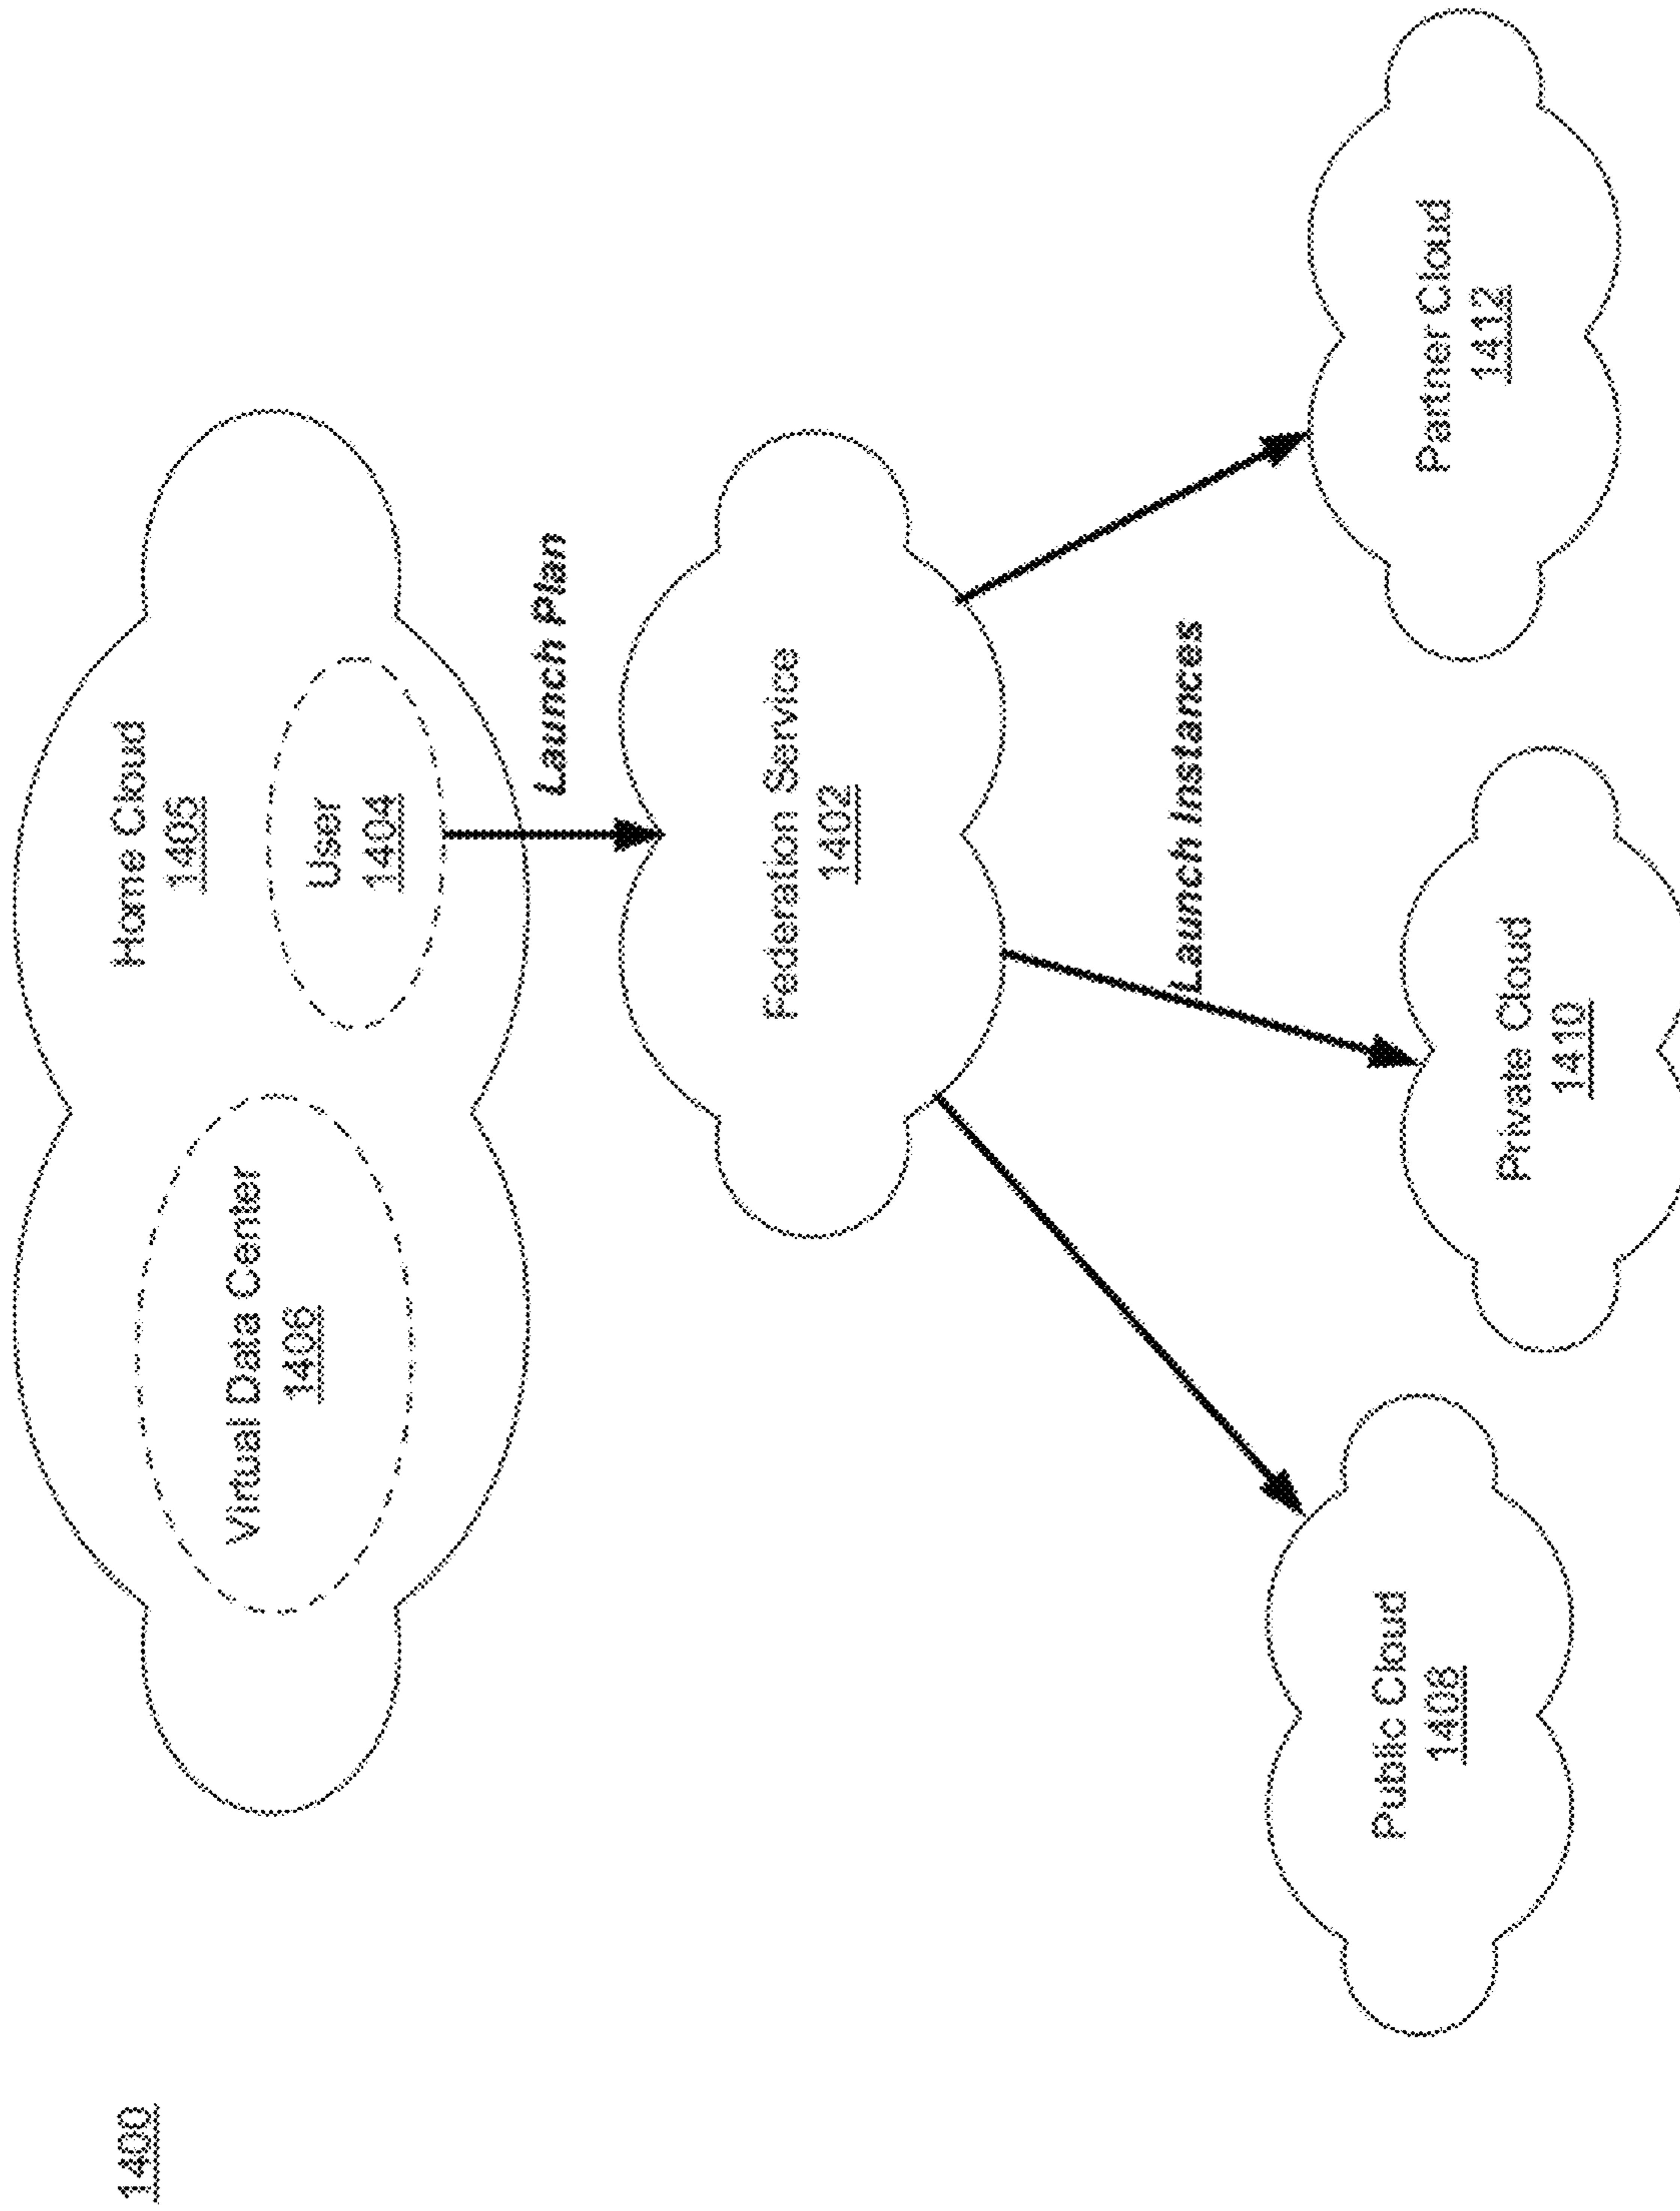 1400
Home Cloud
1405
Virtual Data Center
1406
User
1404
Launch Plan
Federation Service
1402
Launch Instances
Public Cloud
1408
Private Cloud
1410
Partner Cloud
1412